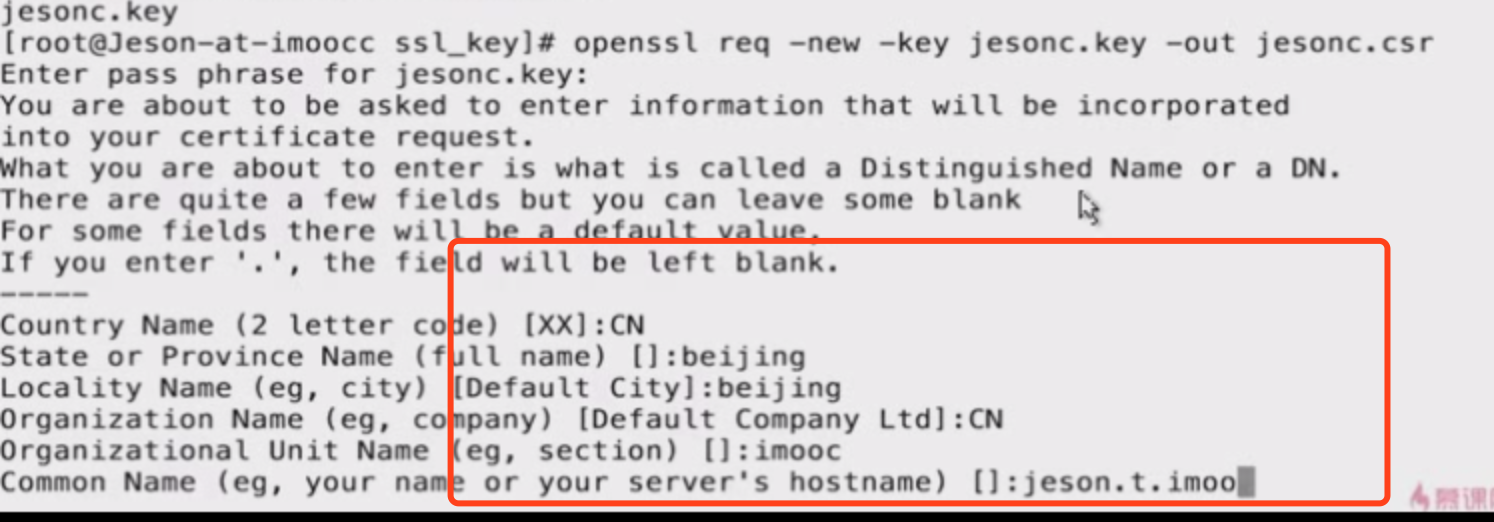 jesonc.key
[root@Jeson-at-imoocc ssl_key]# openssl req -new -key jesonc.key -out jesonc.csr
Enter pass phrase for jesonc.key:
You are about to be asked to enter information that will be incorporated
into your certificate request.
What you are about to enter is what is called a Distinguished Name or a DN.
There are quite a few fields but you can leave some blank
For some fields there will be a default value,
If you enter '.', the field will be left blank.
-----
Country Name (2 letter code) [XX]:CN
State or Province Name (full name) []:beijing
Locality Name (eg, city) [Default City]:beijing
Organization Name (eg, company) [Default Company Ltd]:CN
Organizational Unit Name (eg, section) []:imooc
Common Name (eg, your name or your server's hostname) []:jeson.t.imoo